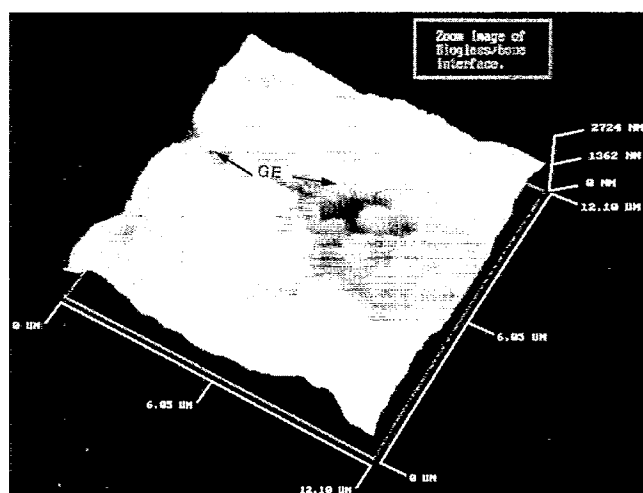 Zoom Image of
Bioglass/bone
interface.
2724 NM
1362 NM
0 NM
12.10 UM
GE
0 UM
6.05 UM
6.05 UM
0 UM
12.10 UM